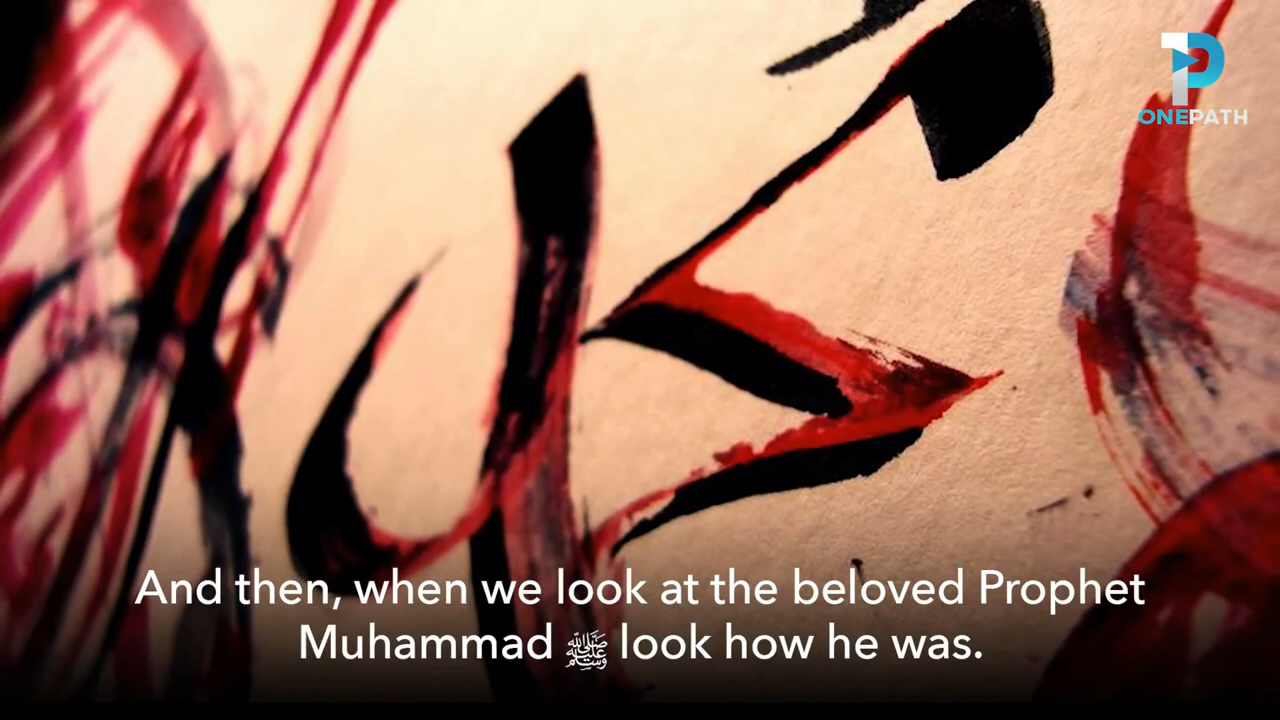 ONEPATH
And then, when we look at the beloved Prophet
Muhammad ﷺ look how he was.